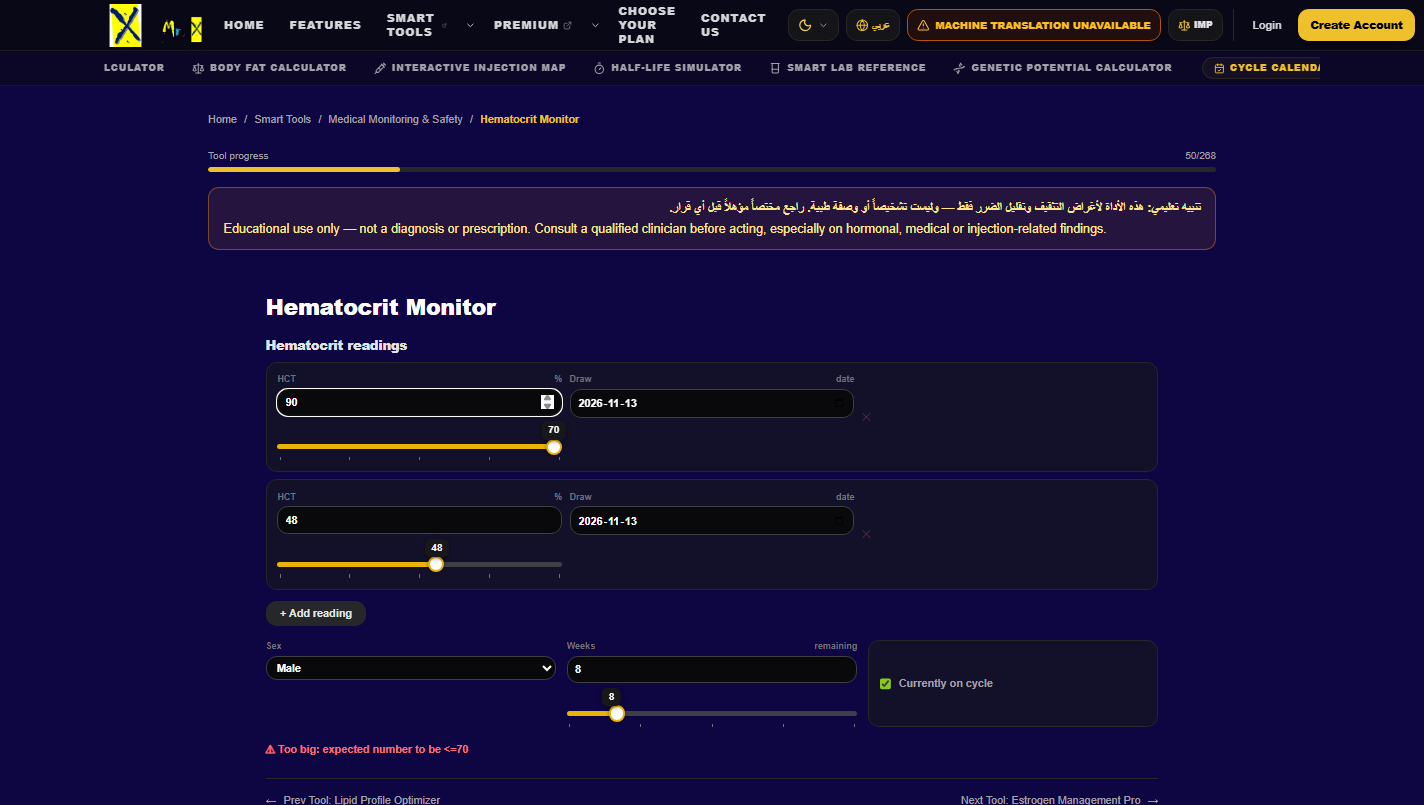 X
Mr. X
HOME
FEATURES
SMART TOOLS
PREMIUM
CHOOSE YOUR PLAN
CONTACT US
عربي
MACHINE TRANSLATION UNAVAILABLE
IMP
Login
Create Account
LCULATOR
BODY FAT CALCULATOR
INTERACTIVE INJECTION MAP
HALF-LIFE SIMULATOR
SMART LAB REFERENCE
GENETIC POTENTIAL CALCULATOR
CYCLE CALENDA
Home / Smart Tools / Medical Monitoring & Safety / Hematocrit Monitor
Tool progress 50/268
تنبيه تعليمي: هذه الأداة لأغراض التثقيف وتقليل الضرر فقط — وليست تشخيصاً أو وصفة طبية. راجع مختصاً مؤهلاً قبل أي قرار.
Educational use only — not a diagnosis or prescription. Consult a qualified clinician before acting, especially on hormonal, medical or injection-related findings.
Hematocrit Monitor
Hematocrit readings
HCT % Draw date
90 2026-11-13
70
HCT % Draw date
48 2026-11-13
48
+ Add reading
Sex Weeks remaining
Male 8
Currently on cycle
8
⚠ Too big: expected number to be <=70
← Prev Tool: Lipid Profile Optimizer
Next Tool: Estrogen Management Pro →